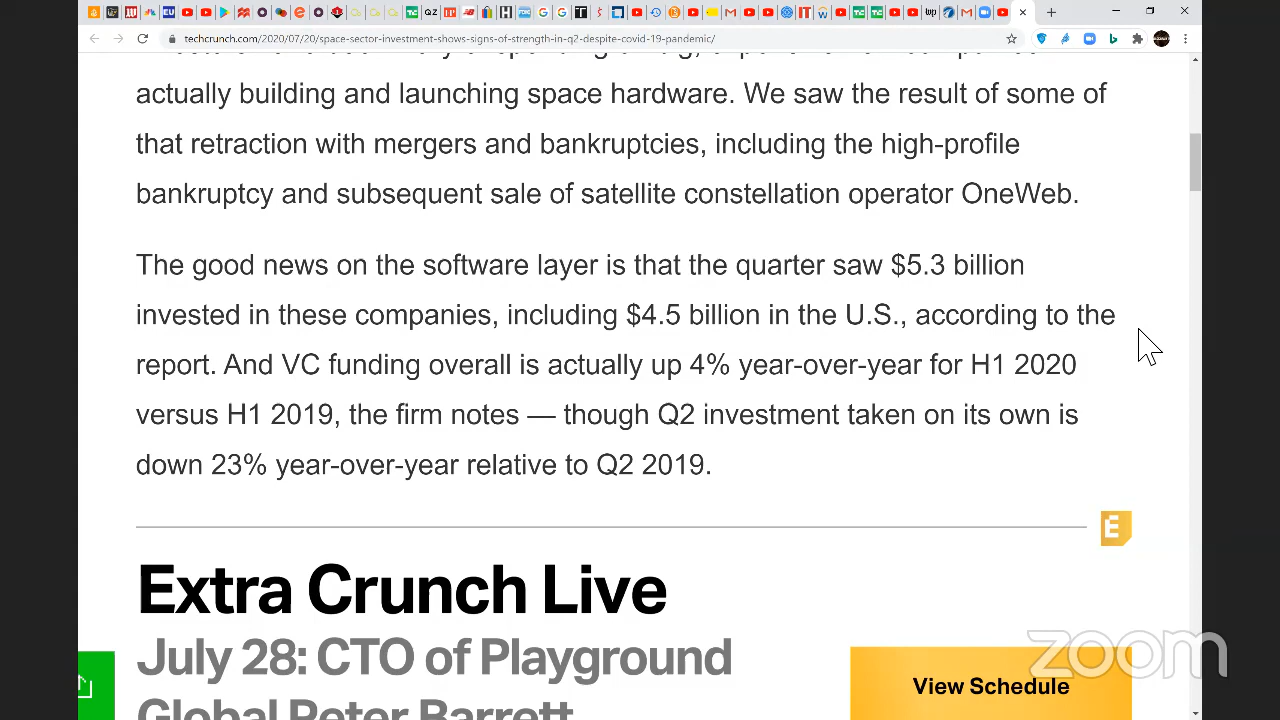 techcrunch.com/2020/07/20/space-sector-investment-shows-signs-of-strength-in-q2-despite-covid-19-pandemic/
actually building and launching space hardware. We saw the result of some of
that retraction with mergers and bankruptcies, including the high-profile
bankruptcy and subsequent sale of satellite constellation operator OneWeb.
The good news on the software layer is that the quarter saw $5.3 billion
invested in these companies, including $4.5 billion in the U.S., according to the
report. And VC funding overall is actually up 4% year-over-year for H1 2020
versus H1 2019, the firm notes — though Q2 investment taken on its own is
down 23% year-over-year relative to Q2 2019.
E
Extra Crunch Live
July 28: CTO of Playground
Global Peter Barrett
View Schedule
zoom